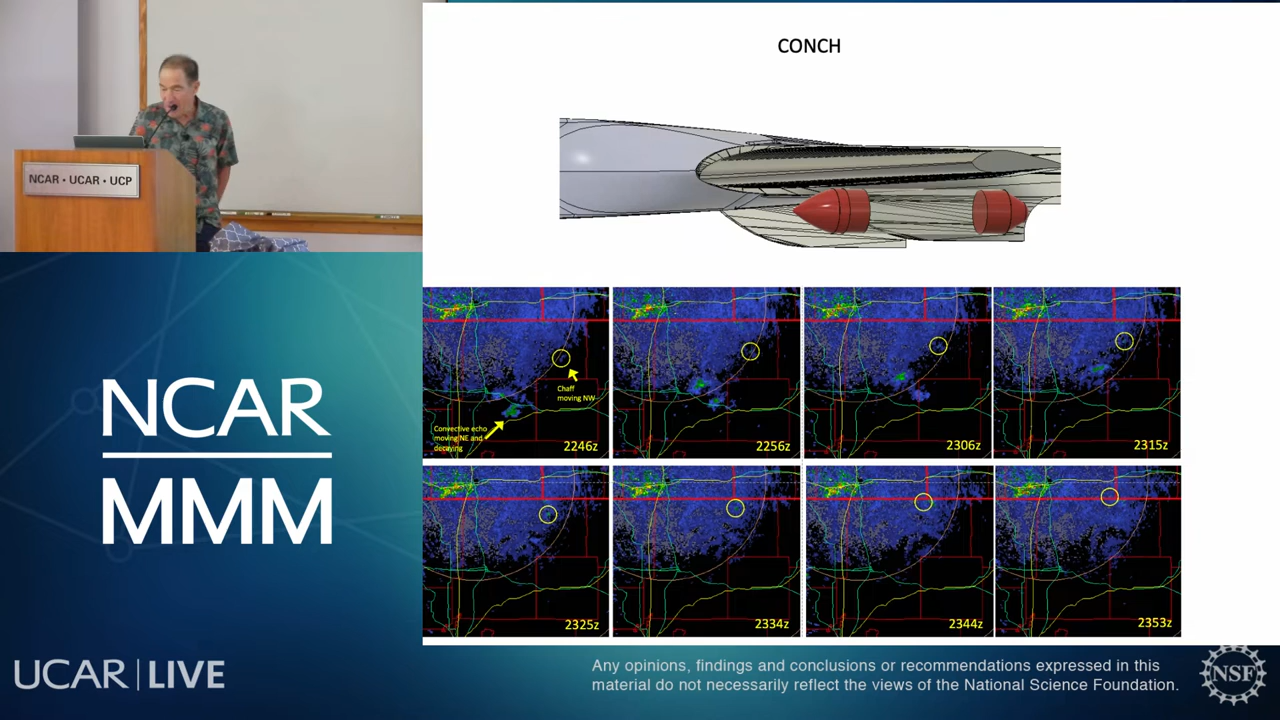 CONCH
NCAR • UCAR • UCP
Chaff
moving NW
Convective echo
moving NE and
decaying
2246z
2256z
2306z
2315z
2325z
2334z
2344z
2353z
NCAR
MMM
UCAR | LIVE
Any opinions, findings and conclusions or recommendations expressed in this
material do not necessarily reflect the views of the National Science Foundation.
NSF